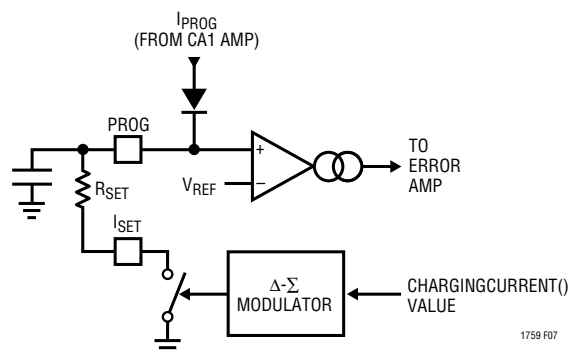 IPROG
(FROM CA1 AMP)
PROG
+
–
VREF
TO
ERROR
AMP
RSET
ISET
Δ-Σ
MODULATOR
CHARGINGCURRENT()
VALUE
1759 F07